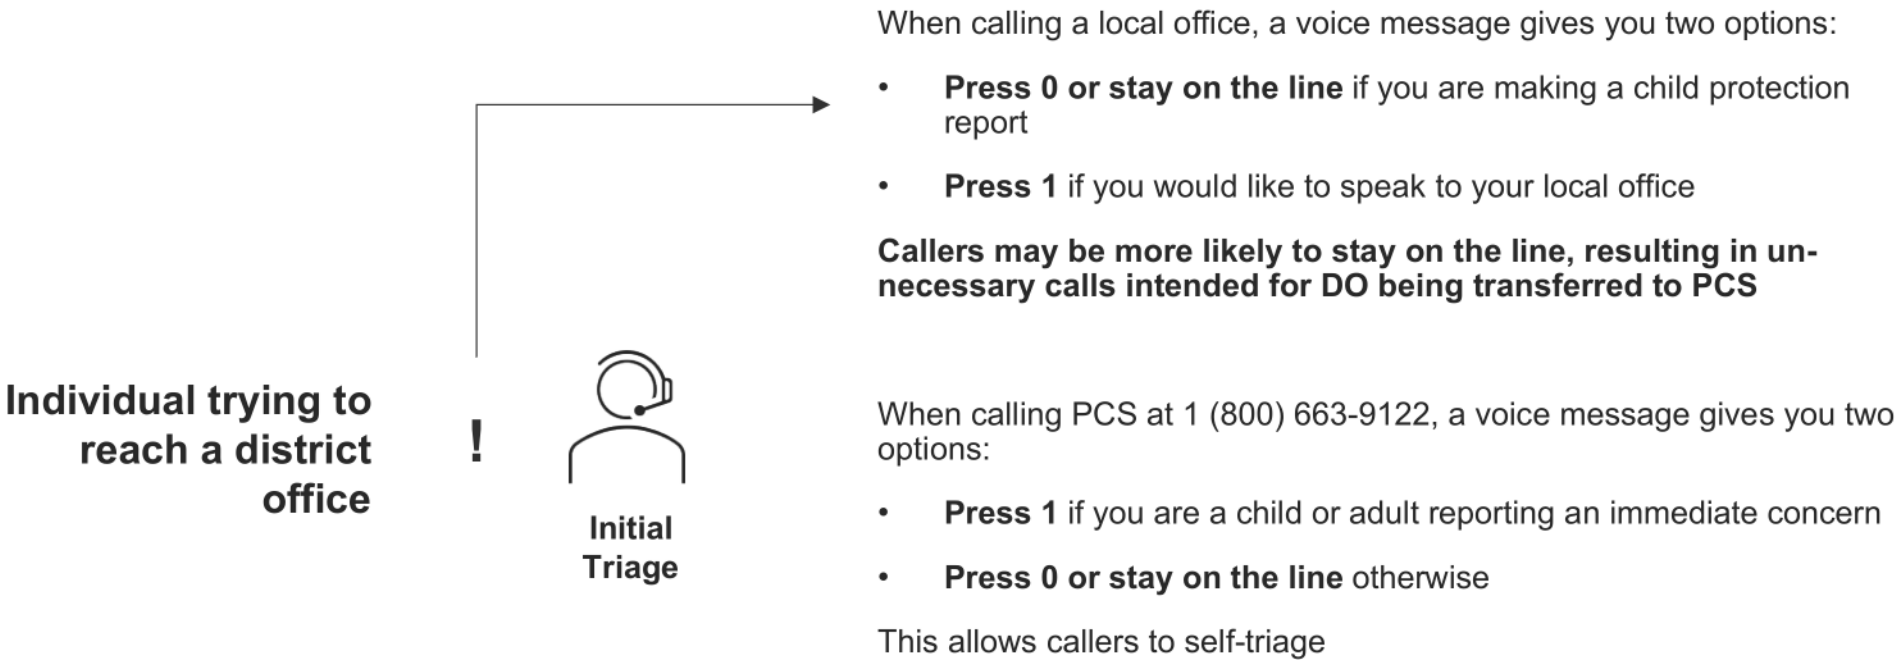 When calling a local office, a voice message gives you two options:
• Press 0 or stay on the line if you are making a child protection
report
• Press 1 if you would like to speak to your local office
Callers may be more likely to stay on the line, resulting in un-
necessary calls intended for DO being transferred to PCS
Individual trying to
reach a district
office
!
Initial
Triage
When calling PCS at 1 (800) 663-9122, a voice message gives you two
options:
• Press 1 if you are a child or adult reporting an immediate concern
• Press 0 or stay on the line otherwise
This allows callers to self-triage